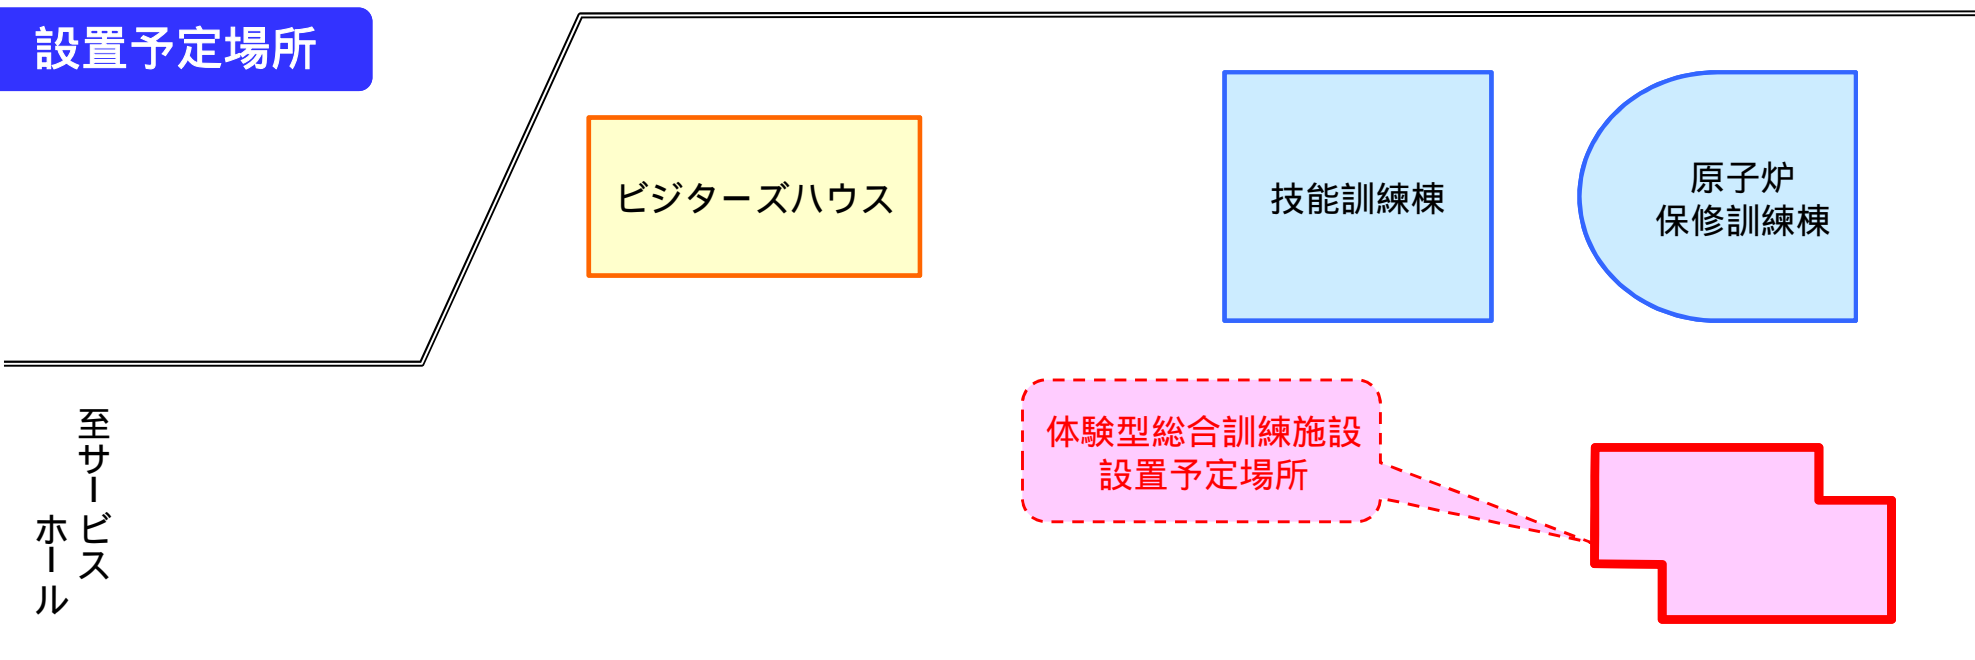 設置予定場所
ビジターズハウス
技能訓練棟
原子炉
保修訓練棟
体験型総合訓練施設
設置予定場所
至サービス
ホール